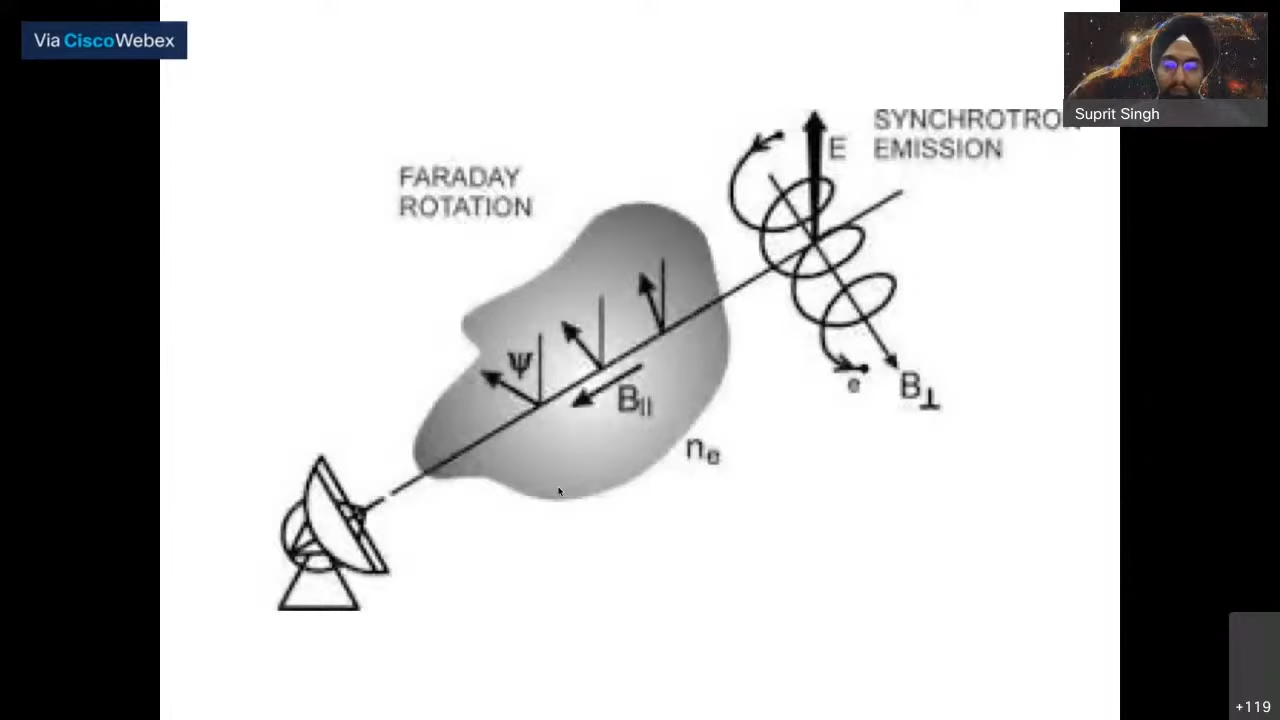 Via CiscoWebex
Suprit Singh
SYNCHROTRON
EMISSION
E
FARADAY
ROTATION
Ψ
B||
e
B⊥
ne
+119